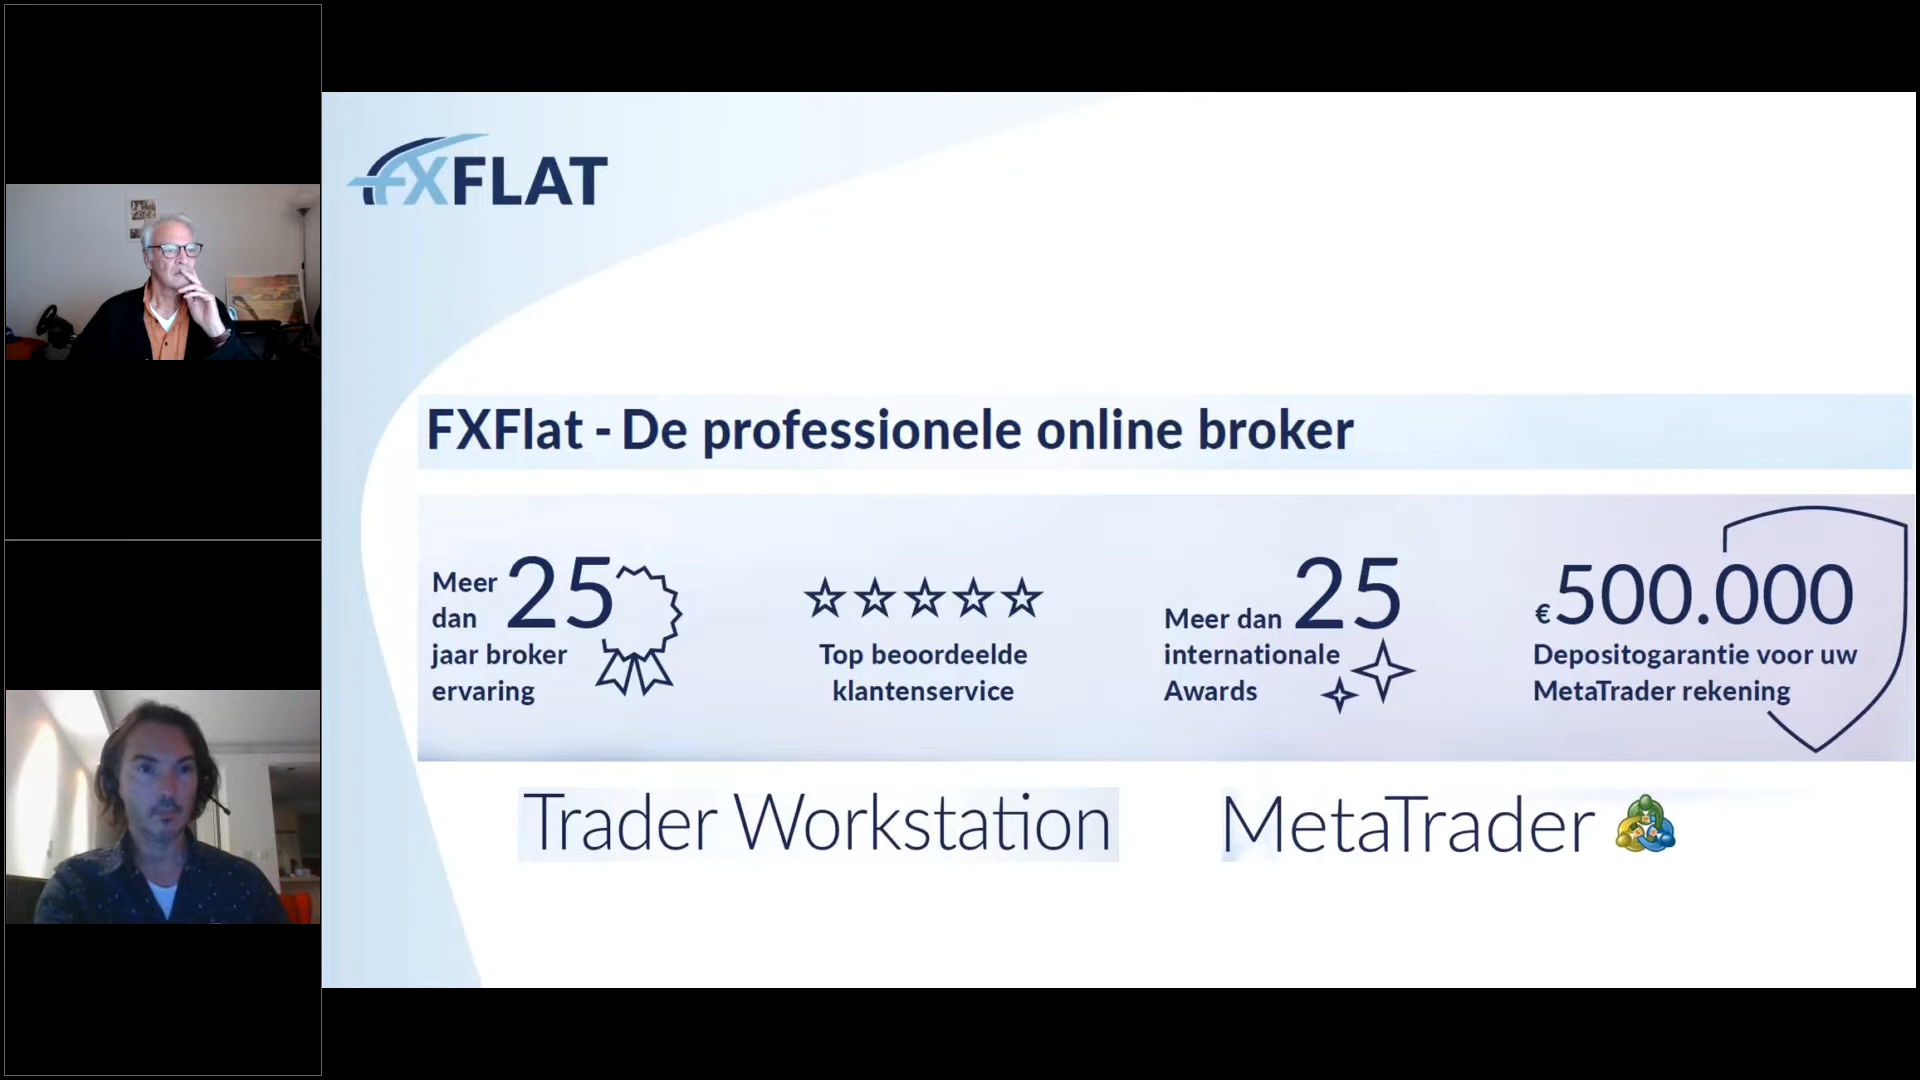 FXFLAT
FXFlat - De professionele online broker
Meer
dan 25
jaar broker
ervaring
Top beoordeelde
klantenservice
Meer dan 25
internationale
Awards
€500.000
Depositogarantie voor uw
MetaTrader rekening
Trader Workstation
MetaTrader